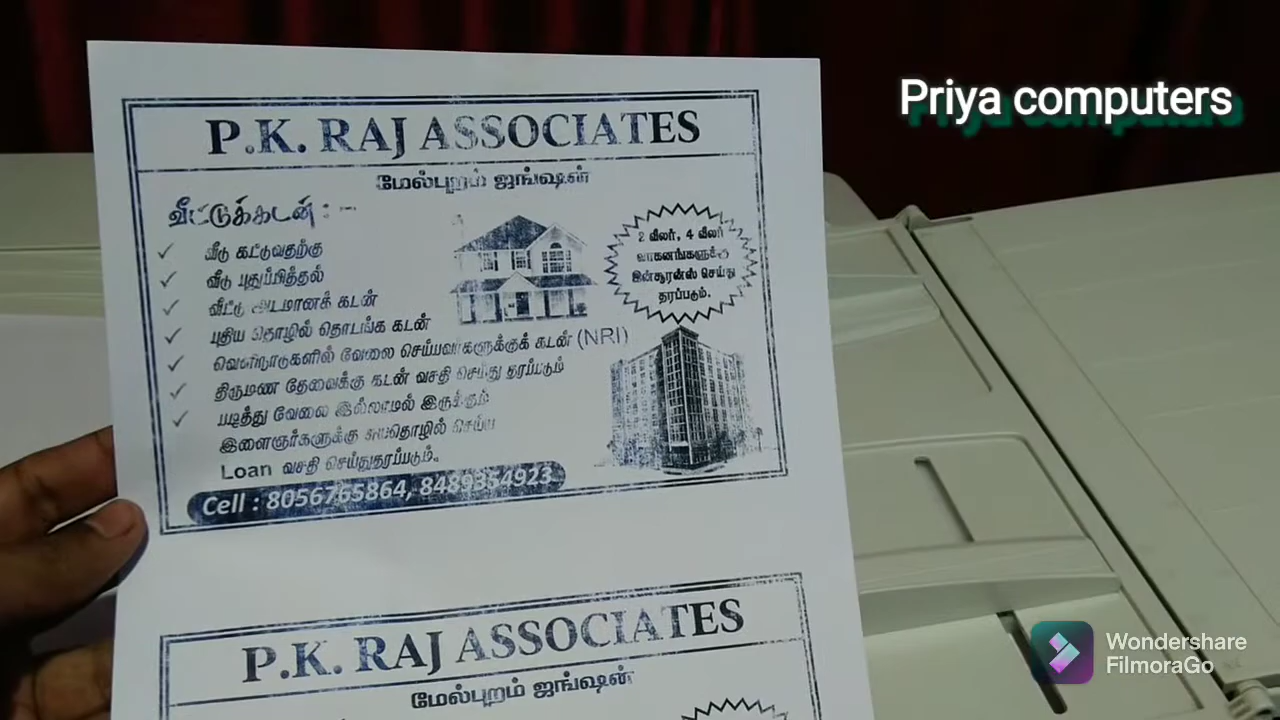 Priya computers
P.K. RAJ ASSOCIATES
மேல்புறம் ஜங்ஷன்
வீட்டுக்கடன் : -
வீடு கட்டுவதற்கு
வீடு புதுப்பித்தல்
வீட்டு அடமானக் கடன்
புதிய தொழில் தொடங்க கடன்
வெளிநாடுகளில் வேலை செய்பவர்களுக்குக் கடன் (NRI)
திருமண தேவைக்கு கடன் வசதி செய்து தரப்படும்
படித்து வேலை இல்லாமல் இருக்கும்
இளைஞர்களுக்கு சுயதொழில் செய்ய
Loan வசதி செய்துதரப்படும்.
2 வீலர், 4 வீலர்
வாகனங்களுக்கு
இன்சூரன்ஸ் செய்து
தரப்படும்.
Cell : 8056765864, 8489354923
P.K. RAJ ASSOCIATES
மேல்புறம் ஜங்ஷன்
Wondershare
FilmoraGo